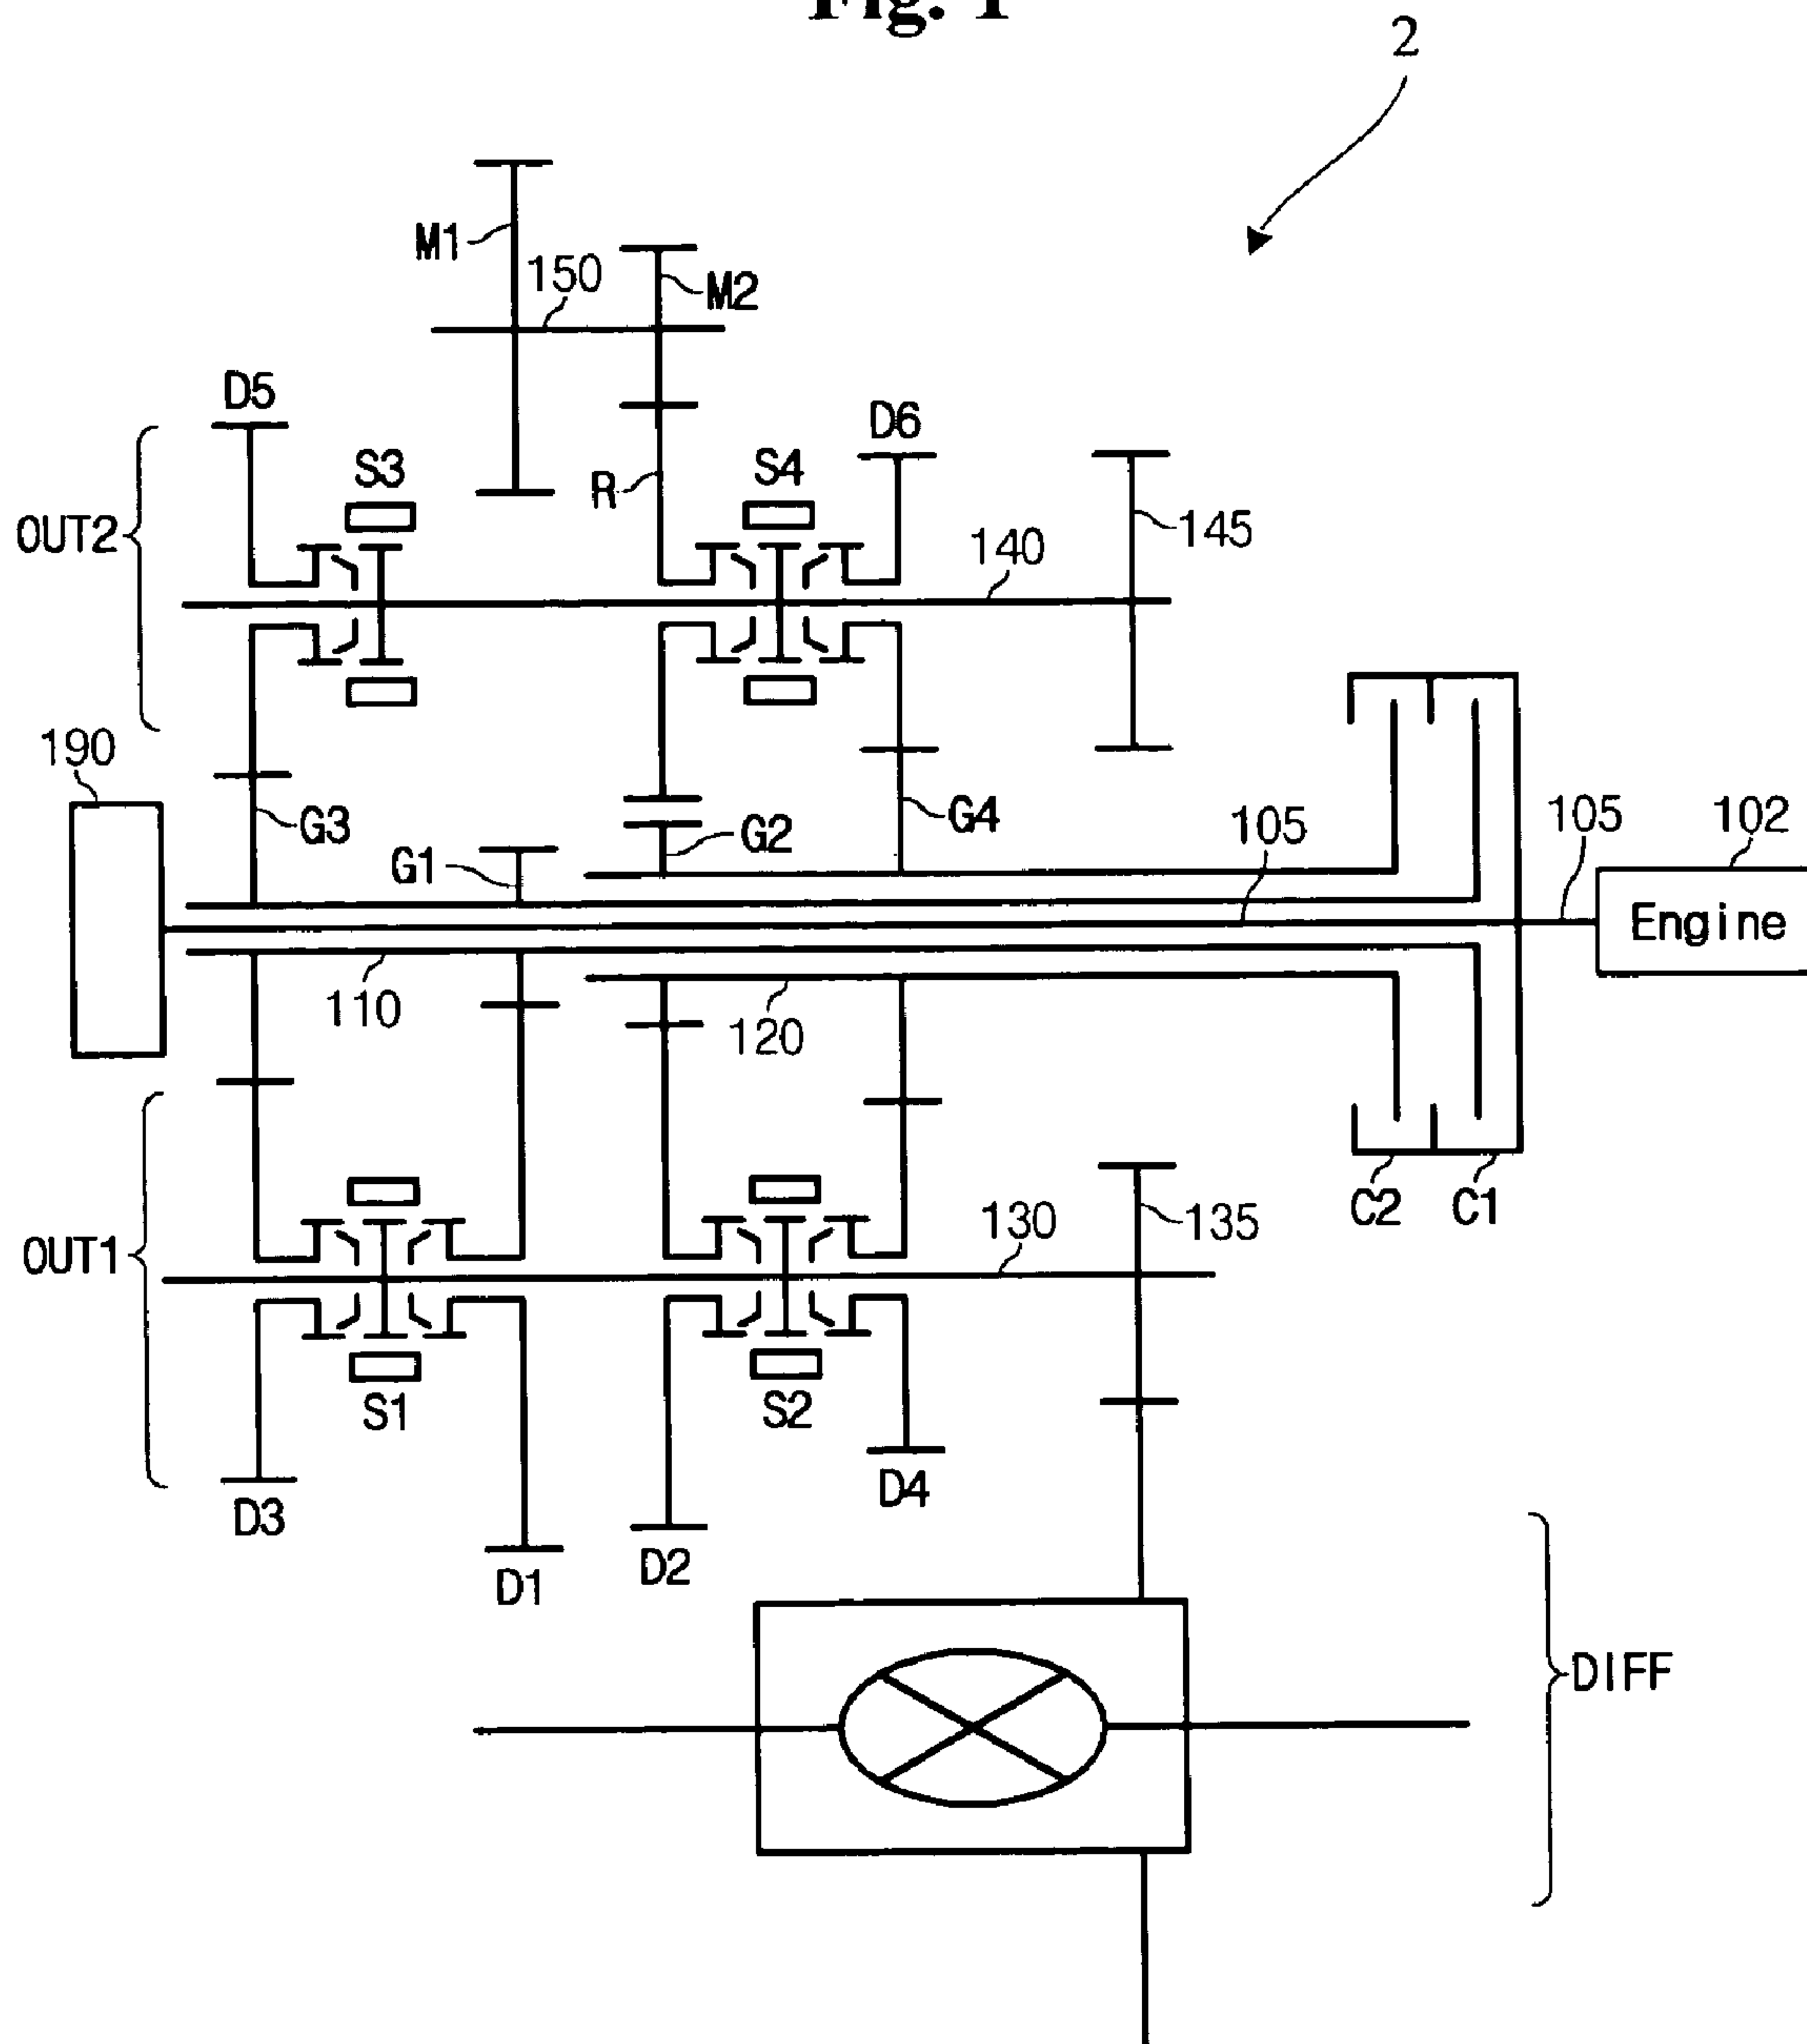 Fig. 1
2
M1
150
M2
D5
D6
S3
S4
R
OUT2
145
140
190
G3
G4
G2
105
105
102
G1
Engine
110
120
C2
C1
130
135
OUT1
S1
S2
D4
D3
D2
D1
DIFF